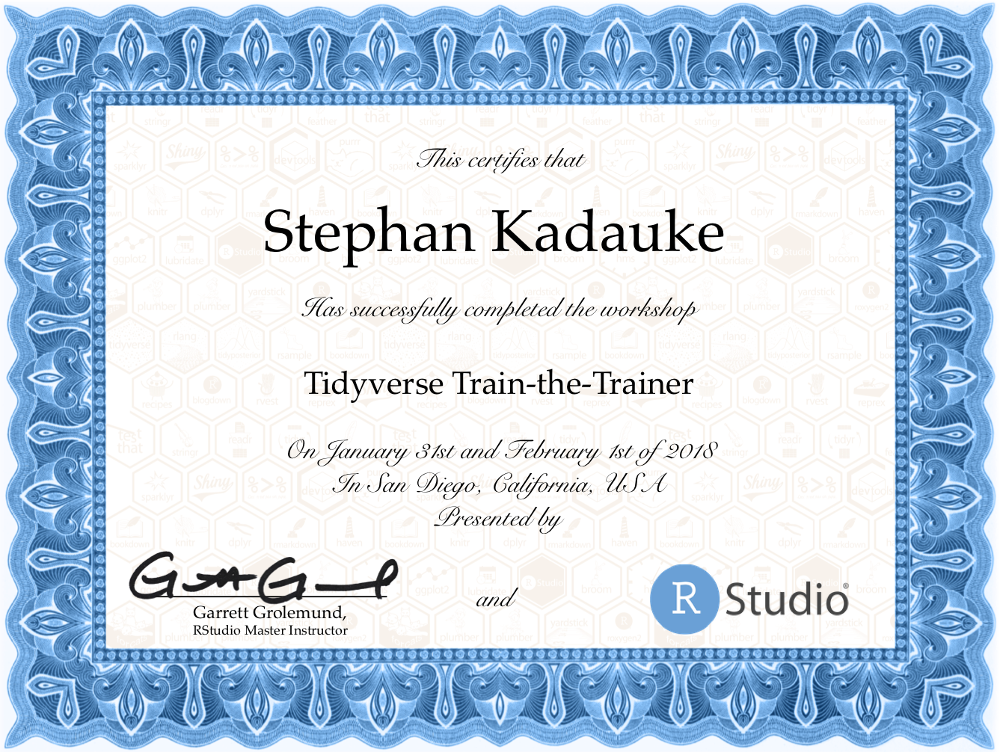 This certifies that
Stephan Kadauke
Has successfully completed the workshop
Tidyverse Train-the-Trainer
On January 31st and February 1st of 2018
In San Diego, California, USA
Presented by
Garrett Grolemund,
RStudio Master Instructor
and
R Studio®